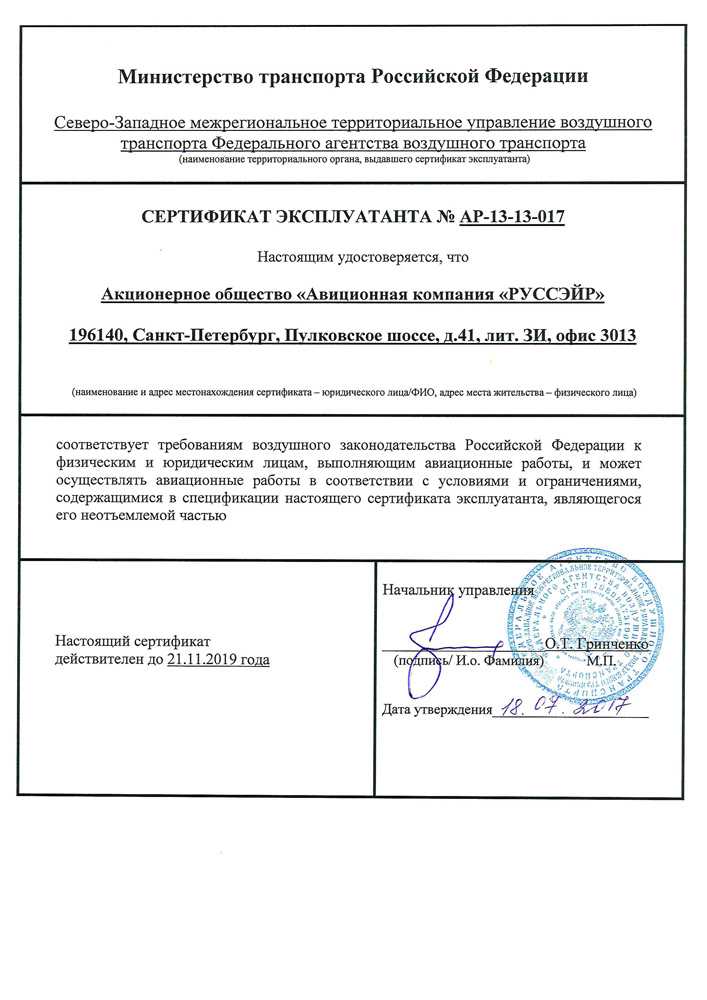 Министерство транспорта Российской Федерации
Северо-Западное межрегиональное территориальное управление воздушного
транспорта Федерального агентства воздушного транспорта
(наименование территориального органа, выдавшего сертификат эксплуатанта)
СЕРТИФИКАТ ЭКСПЛУАТАНТА № АР-13-13-017
Настоящим удостоверяется, что
Акционерное общество «Авиционная компания «РУССЭЙР»
196140, Санкт-Петербург, Пулковское шоссе, д.41, лит. ЗИ, офис 3013
(наименование и адрес местонахождения сертификата – юридического лица/ФИО, адрес места жительства – физического лица)
соответствует требованиям воздушного законодательства Российской Федерации к
физическим и юридическим лицам, выполняющим авиационные работы, и может
осуществлять авиационные работы в соответствии с условиями и ограничениями,
содержащимися в спецификации настоящего сертификата эксплуатанта, являющегося
его неотъемлемой частью
Настоящий сертификат
действителен до 21.11.2019 года
Начальник управления
О.Т. Гринченко
(подпись/ И.о. Фамилия) М.П.
Дата утверждения 18.07.2017